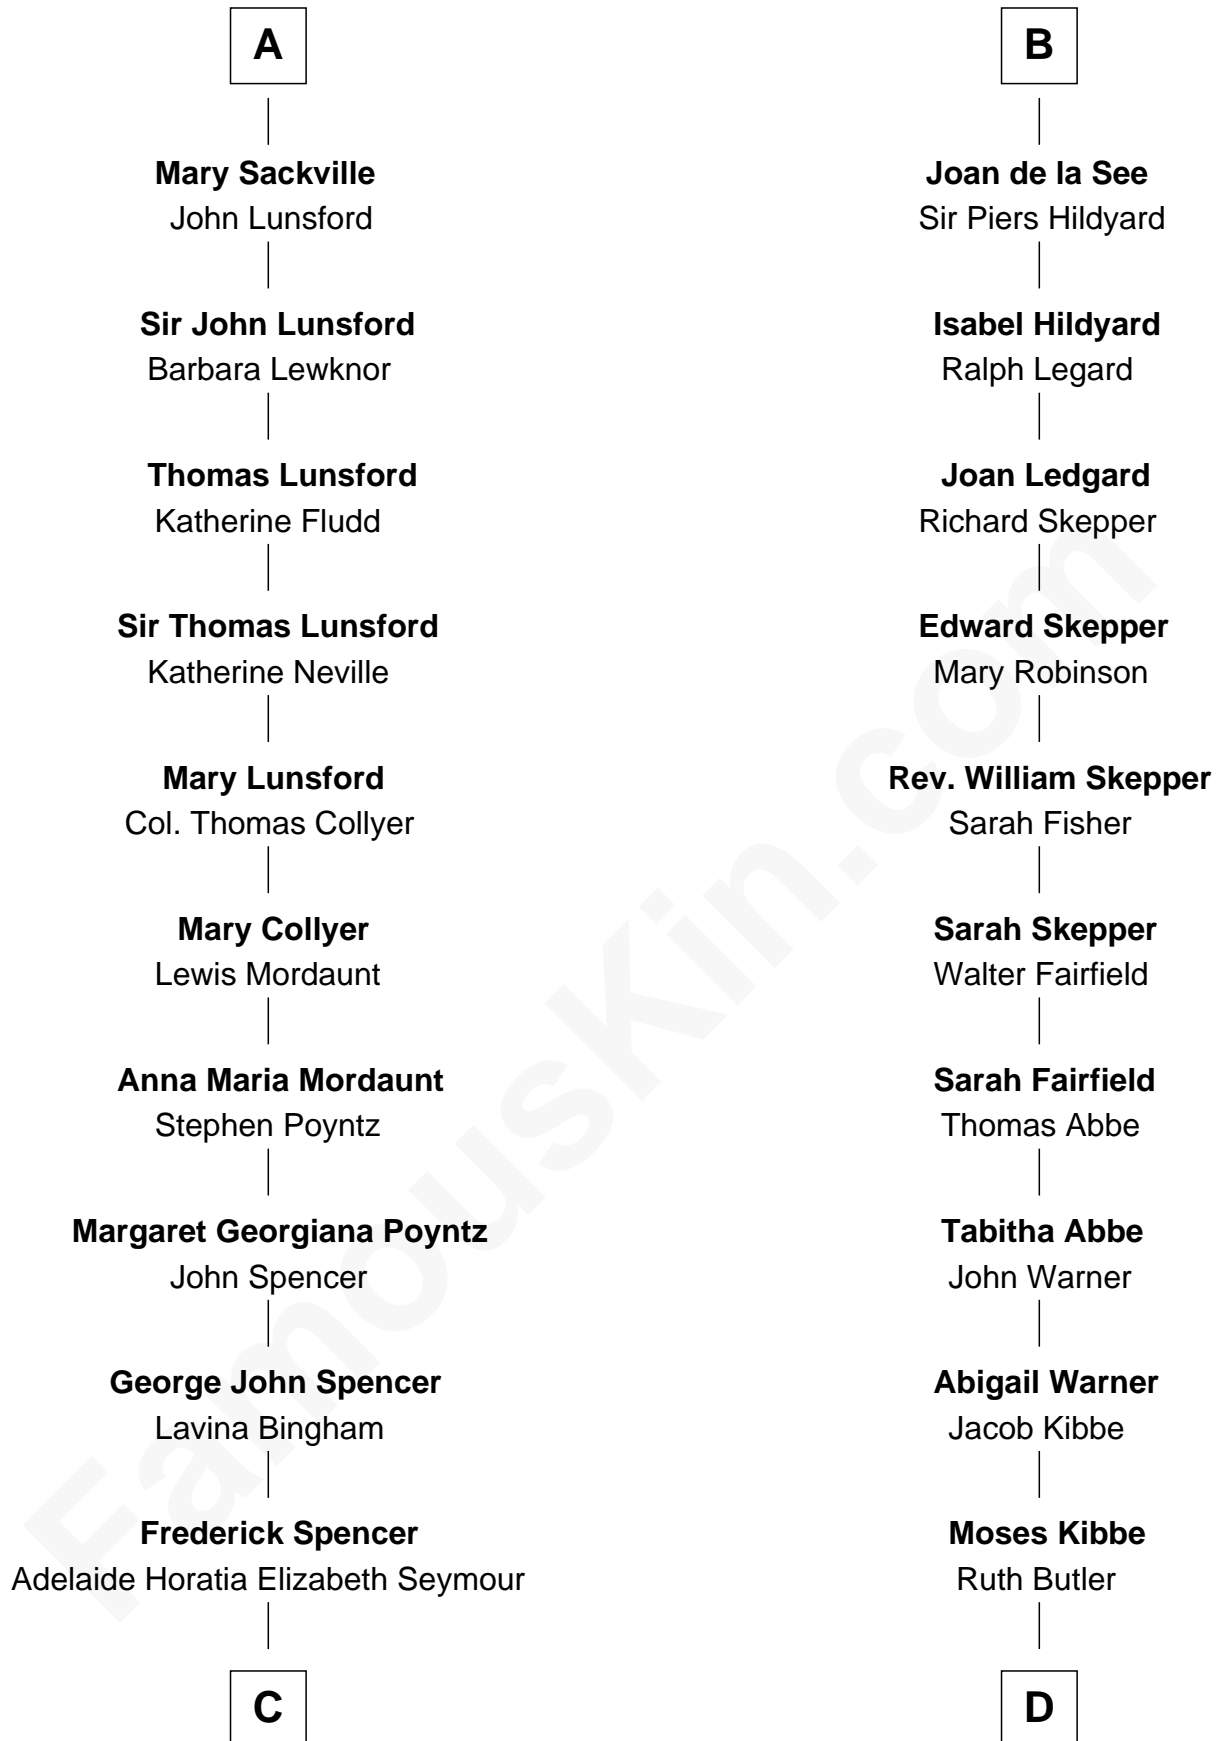 A
Mary Sackville
John Lunsford
Sir John Lunsford
Barbara Lewknor
Thomas Lunsford
Katherine Fludd
Sir Thomas Lunsford
Katherine Neville
Mary Lunsford
Col. Thomas Collyer
Mary Collyer
Lewis Mordaunt
Anna Maria Mordaunt
Stephen Poyntz
Margaret Georgiana Poyntz
John Spencer
George John Spencer
Lavina Bingham
Frederick Spencer
Adelaide Horatia Elizabeth Seymour
C
B
Joan de la See
Sir Piers Hildyard
Isabel Hildyard
Ralph Legard
Joan Ledgard
Richard Skepper
Edward Skepper
Mary Robinson
Rev. William Skepper
Sarah Fisher
Sarah Skepper
Walter Fairfield
Sarah Fairfield
Thomas Abbe
Tabitha Abbe
John Warner
Abigail Warner
Jacob Kibbe
Moses Kibbe
Ruth Butler
D
FamousKin.com